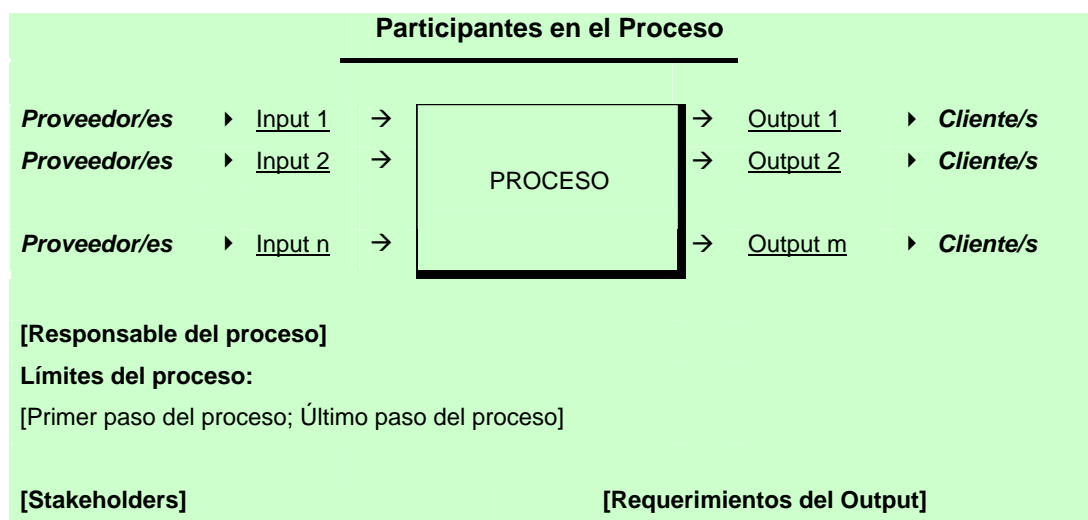 Participantes en el Proceso
Proveedor/es Input 1 → → Output 1 Cliente/s
Proveedor/es Input 2 → → Output 2 Cliente/s
PROCESO
Proveedor/es Input n → → Output m Cliente/s
[Responsable del proceso]
Límites del proceso:
[Primer paso del proceso; Último paso del proceso]
[Stakeholders] [Requerimientos del Output]